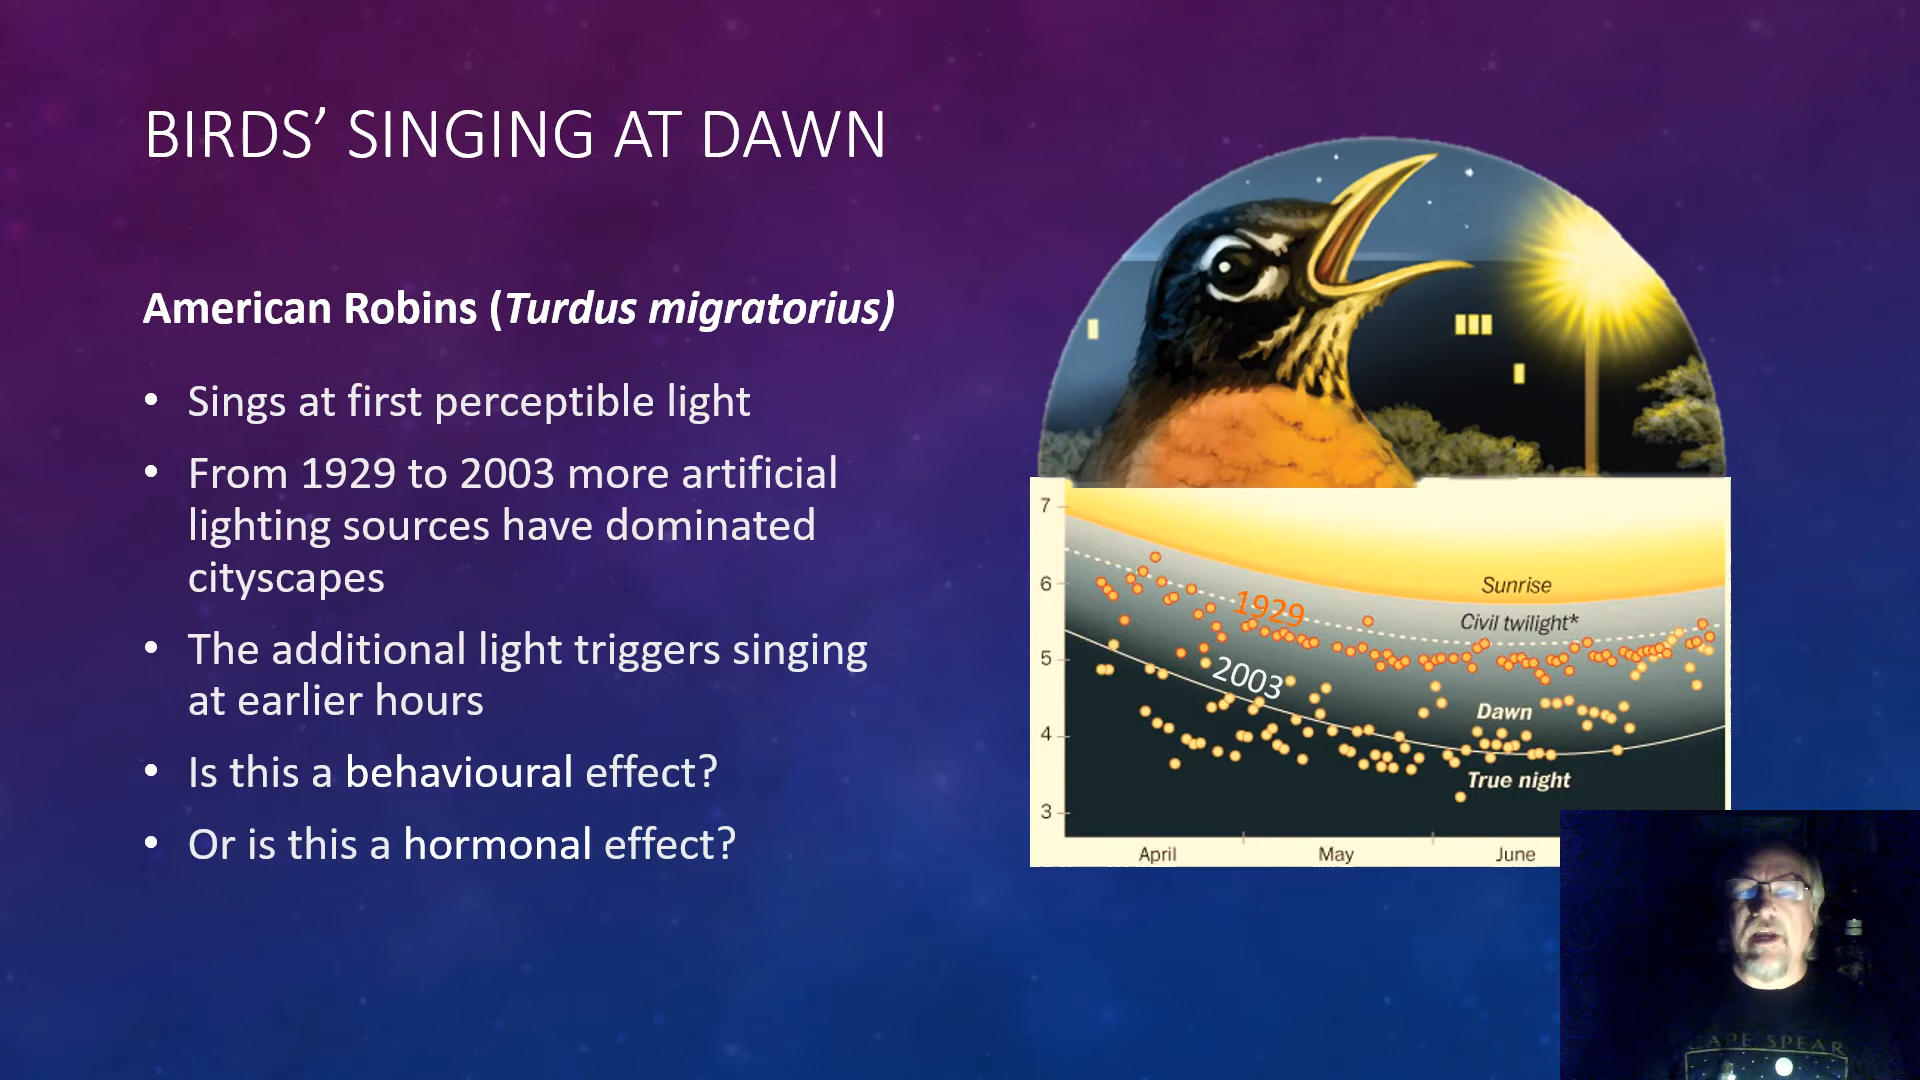 BIRDS’ SINGING AT DAWN
American Robins (Turdus migratorius)
• Sings at first perceptible light
• From 1929 to 2003 more artificial
lighting sources have dominated
cityscapes
• The additional light triggers singing
at earlier hours
• Is this a behavioural effect?
• Or is this a hormonal effect?
7
6
5
4
3
Sunrise
Civil twilight*
1929
2003
Dawn
True night
April May June
CAPE SPEAR